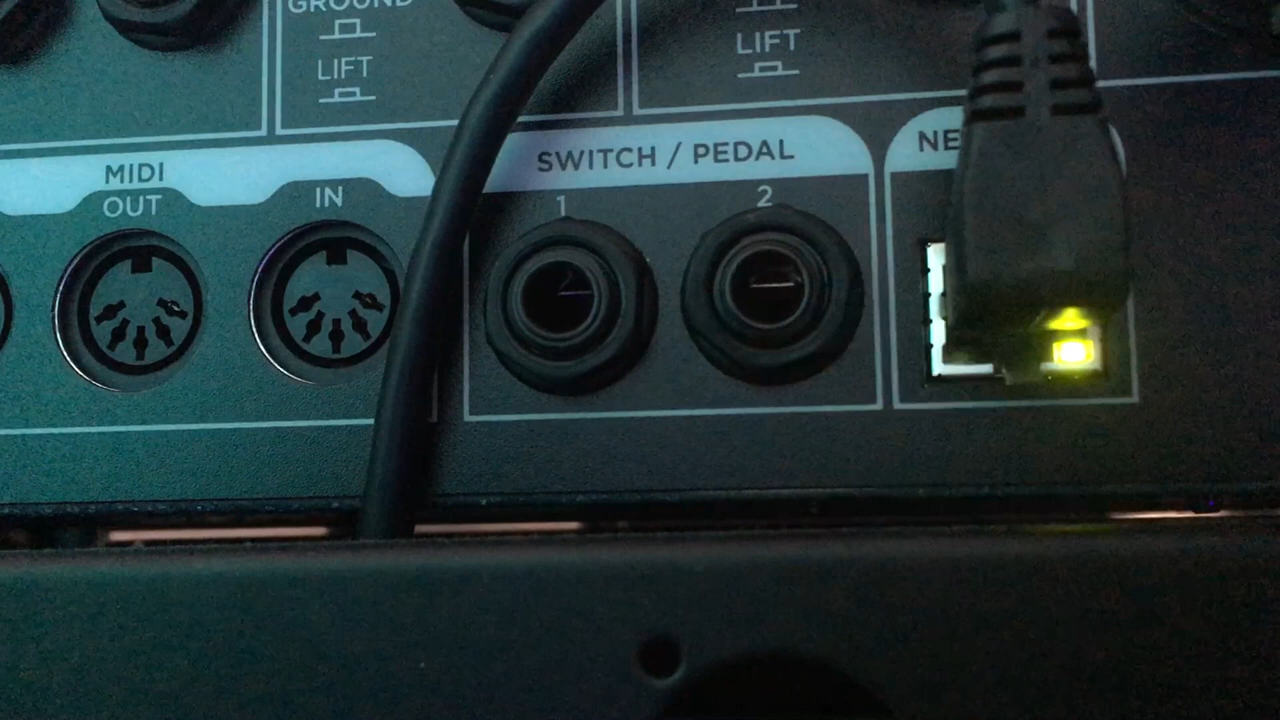 GROUND
LIFT
LIFT
MIDI
OUT
IN
SWITCH / PEDAL
1
2
NE